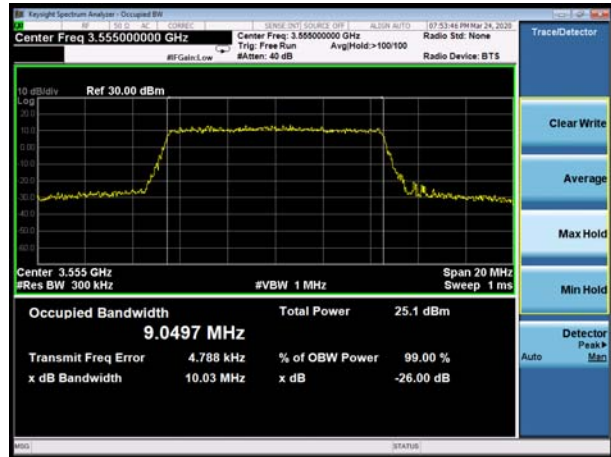 Keysight Spectrum Analyzer - Occupied BW
RF 50 Ω AC CORREC SENSE:INT SOURCE OFF ALIGN AUTO 07:53:46 PM Mar 24, 2020
Center Freq 3.555000000 GHz
Center Freq: 3.555000000 GHz
Radio Std: None
Trig: Free Run Avg|Hold:>100/100
#IFGain:Low
#Atten: 40 dB
Radio Device: BTS
Trace/Detector
10 dB/div Ref 30.00 dBm
Log
20.0
10.0
0.00
-10.0
-20.0
-30.0
-40.0
-50.0
-60.0
Center 3.555 GHz
Span 20 MHz
#Res BW 300 kHz
#VBW 1 MHz
Sweep 1 ms
Occupied Bandwidth
9.0497 MHz
Total Power 25.1 dBm
Transmit Freq Error 4.788 kHz
% of OBW Power 99.00 %
x dB Bandwidth 10.03 MHz
x dB -26.00 dB
Clear Write
Average
Max Hold
Min Hold
Detector
Peak▶
Auto Man
MSG
STATUS